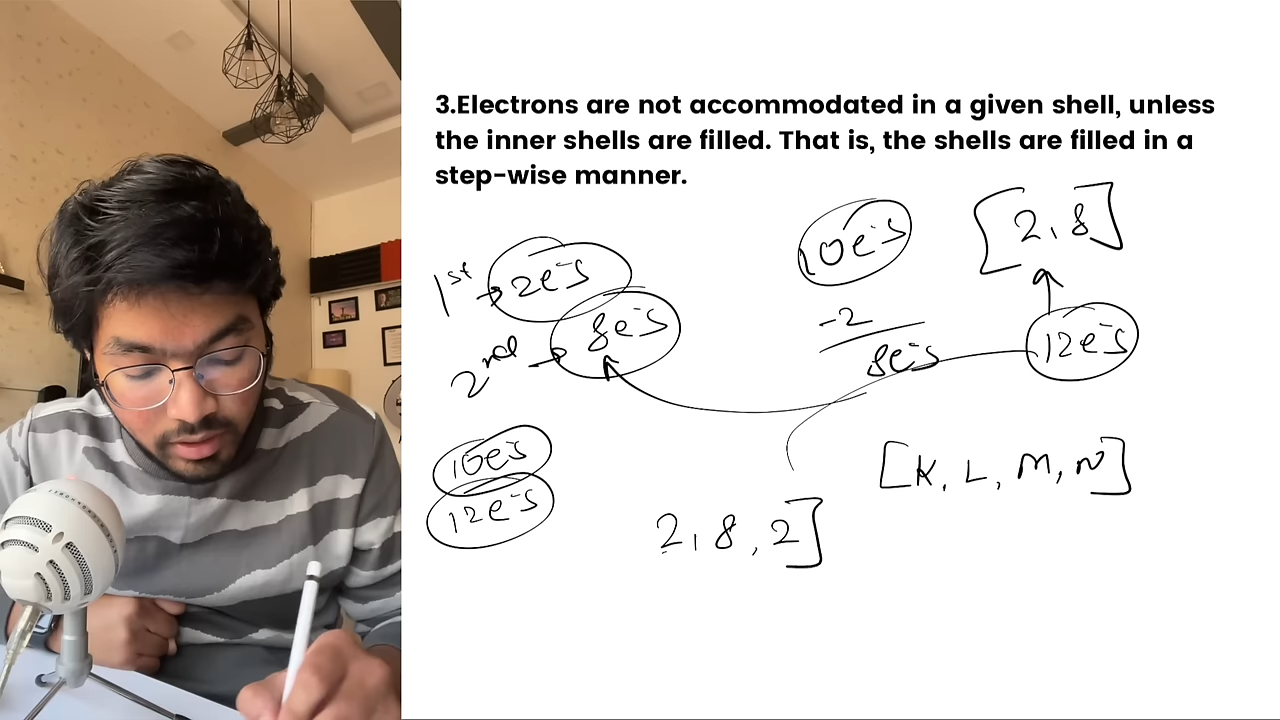 3.Electrons are not accommodated in a given shell, unless
the inner shells are filled. That is, the shells are filled in a
step-wise manner.
[2, 8]
10e⁻s
1st → 2e⁻s
-2
8e⁻s
2nd → 8e⁻s
12e⁻s
10e⁻s
[K, L, M, N]
12e⁻s
2, 8, 2]